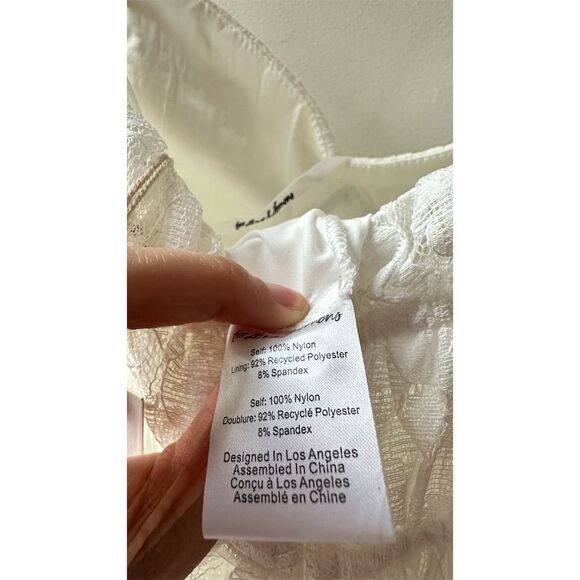 Self: 100% Nylon
Lining: 92% Recycled Polyester
8% Spandex
Self: 100% Nylon
Doublure: 92% Recyclé Polyester
8% Spandex
Designed In Los Angeles
Assembled In China
Conçu à Los Angeles
Assemblé en Chine